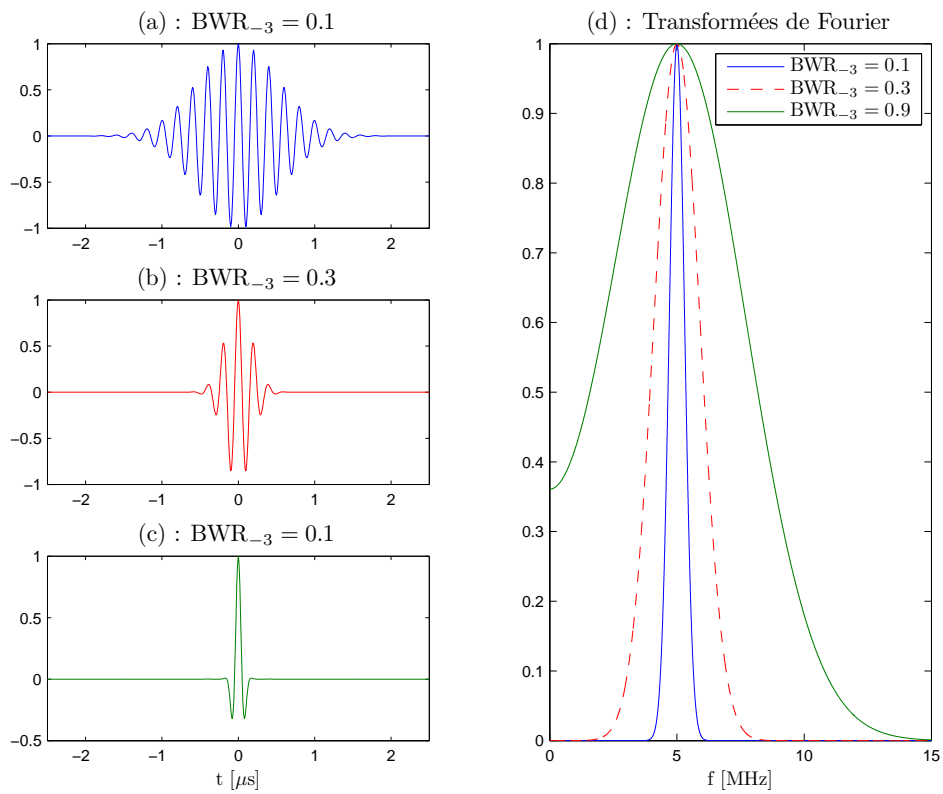 (a) : BWR₋₃ = 0.1
1
0.5
0
−0.5
−1
−2 −1 0 1 2
(b) : BWR₋₃ = 0.3
1
0.5
0
−0.5
−1
−2 −1 0 1 2
(c) : BWR₋₃ = 0.1
1
0.5
0
−0.5
−2 −1 0 1 2
t [μs]
(d) : Transformées de Fourier
BWR₋₃ = 0.1
BWR₋₃ = 0.3
BWR₋₃ = 0.9
1
0.9
0.8
0.7
0.6
0.5
0.4
0.3
0.2
0.1
0
0 5 10 15
f [MHz]